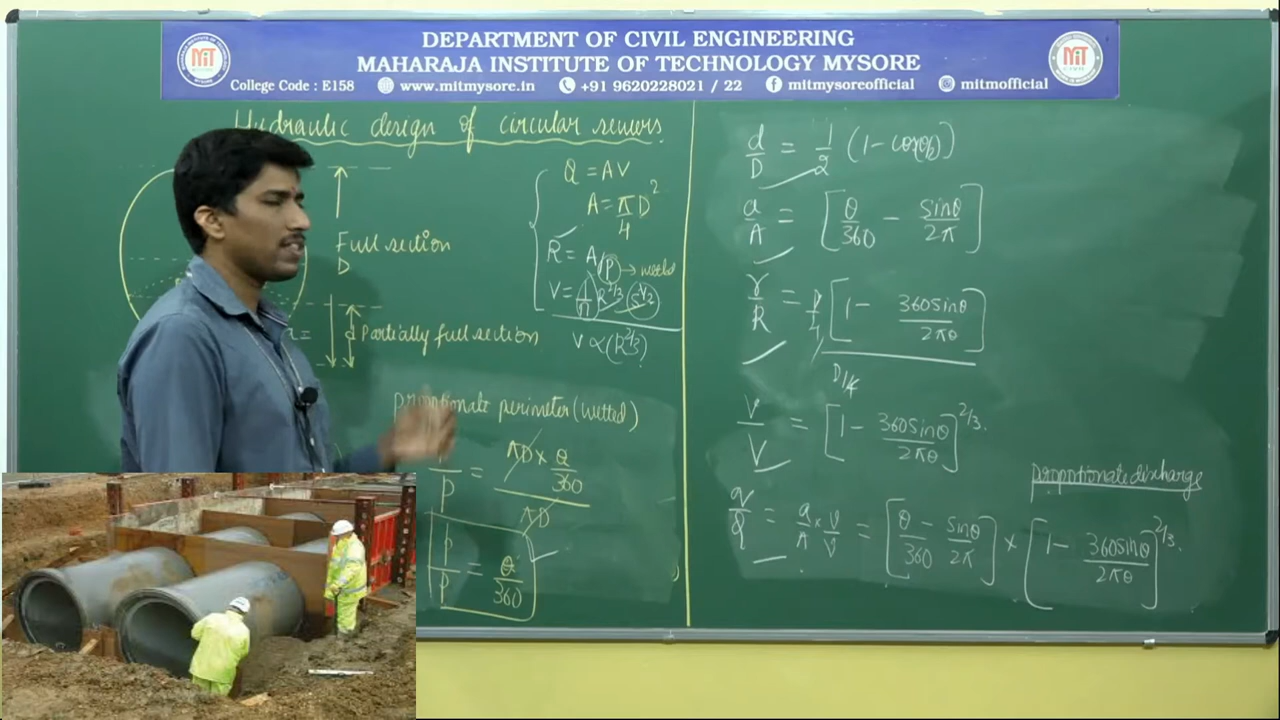 DEPARTMENT OF CIVIL ENGINEERING
MAHARAJA INSTITUTE OF TECHNOLOGY MYSORE
College Code : E158 www.mitmysore.in +91 9620228021 / 22 mitmysoreofficial mitmofficial
MIT
MIT
Hydraulic design of circular sewers
Full section
D
d Partially full section
a=
Q = AV
A = π/4 D²
R = A/P → wetted
V = 1/n R^2/3 S^1/2
V ∝ (R^2/3)
proportionate perimeter (wetted)
p/P = πD × θ/360 / πD
p/P = θ/360
d/D = 1/2 (1 - cos θ/2)
a/A = [θ/360 - sinθ/2π]
r/R = [1 - 360sinθ/2πθ]
D/4
v/V = [1 - 360sinθ/2πθ]^2/3.
proportionate discharge
q/Q = a/A × v/V = [θ/360 - sinθ/2π] × [1 - 360sinθ/2πθ]^2/3.